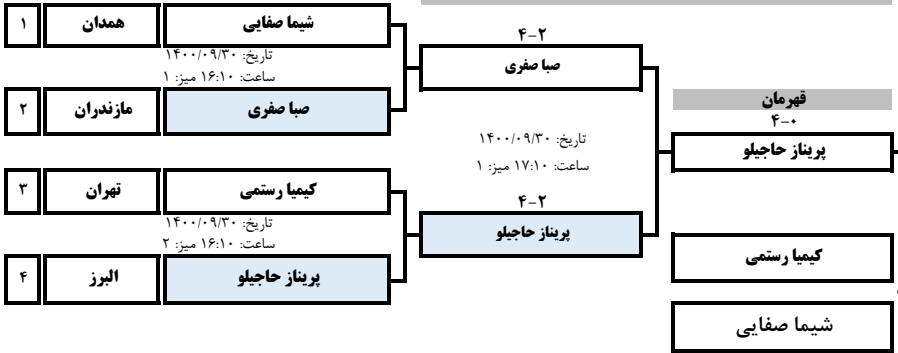 ۱ همدان شیما صفایی
تاریخ: ۱۴۰۰/۰۹/۳۰
ساعت: ۱۶:۱۰ میز: ۱
۲ مازندران صبا صفری
۴-۲
صبا صفری
تاریخ: ۱۴۰۰/۰۹/۳۰
ساعت: ۱۷:۱۰ میز: ۱
۳ تهران کیمیا رستمی
تاریخ: ۱۴۰۰/۰۹/۳۰
ساعت: ۱۶:۱۰ میز: ۲
۴ البرز پریناز حاجیلو
۴-۲
پریناز حاجیلو
قهرمان
۴-۰
پریناز حاجیلو
کیمیا رستمی
شیما صفایی